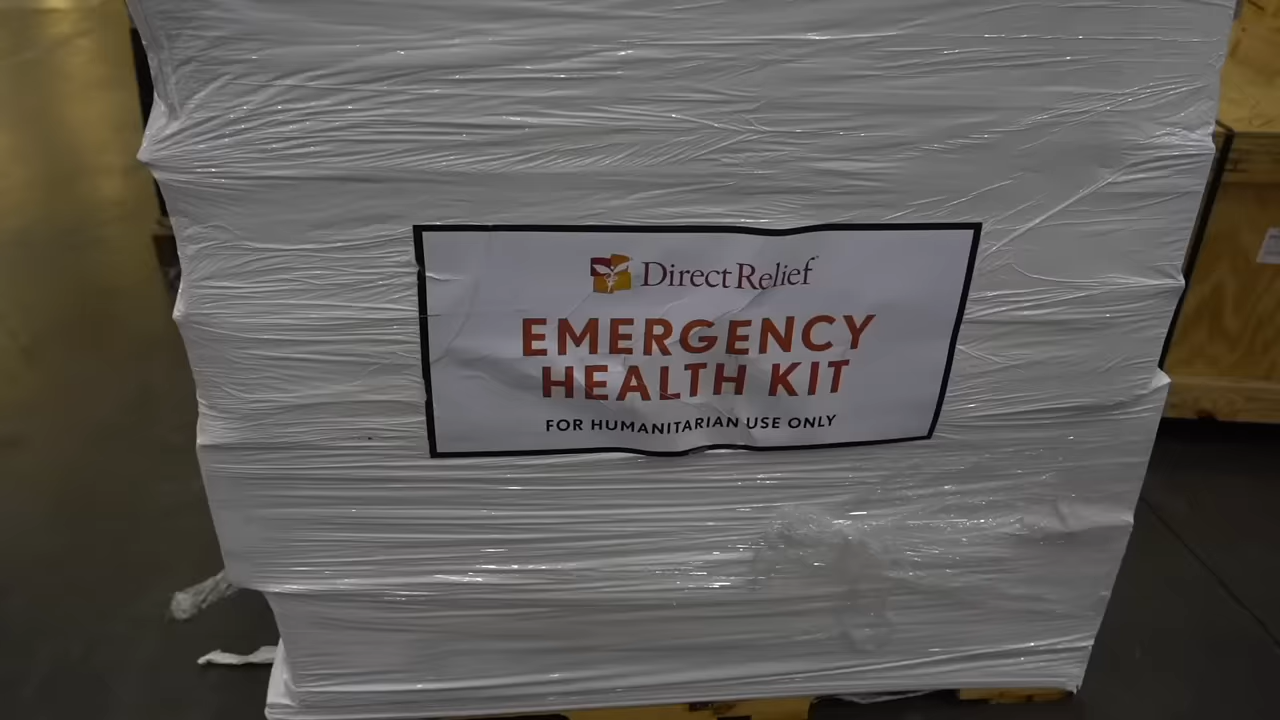 DirectRelief
EMERGENCY
HEALTH KIT
FOR HUMANITARIAN USE ONLY